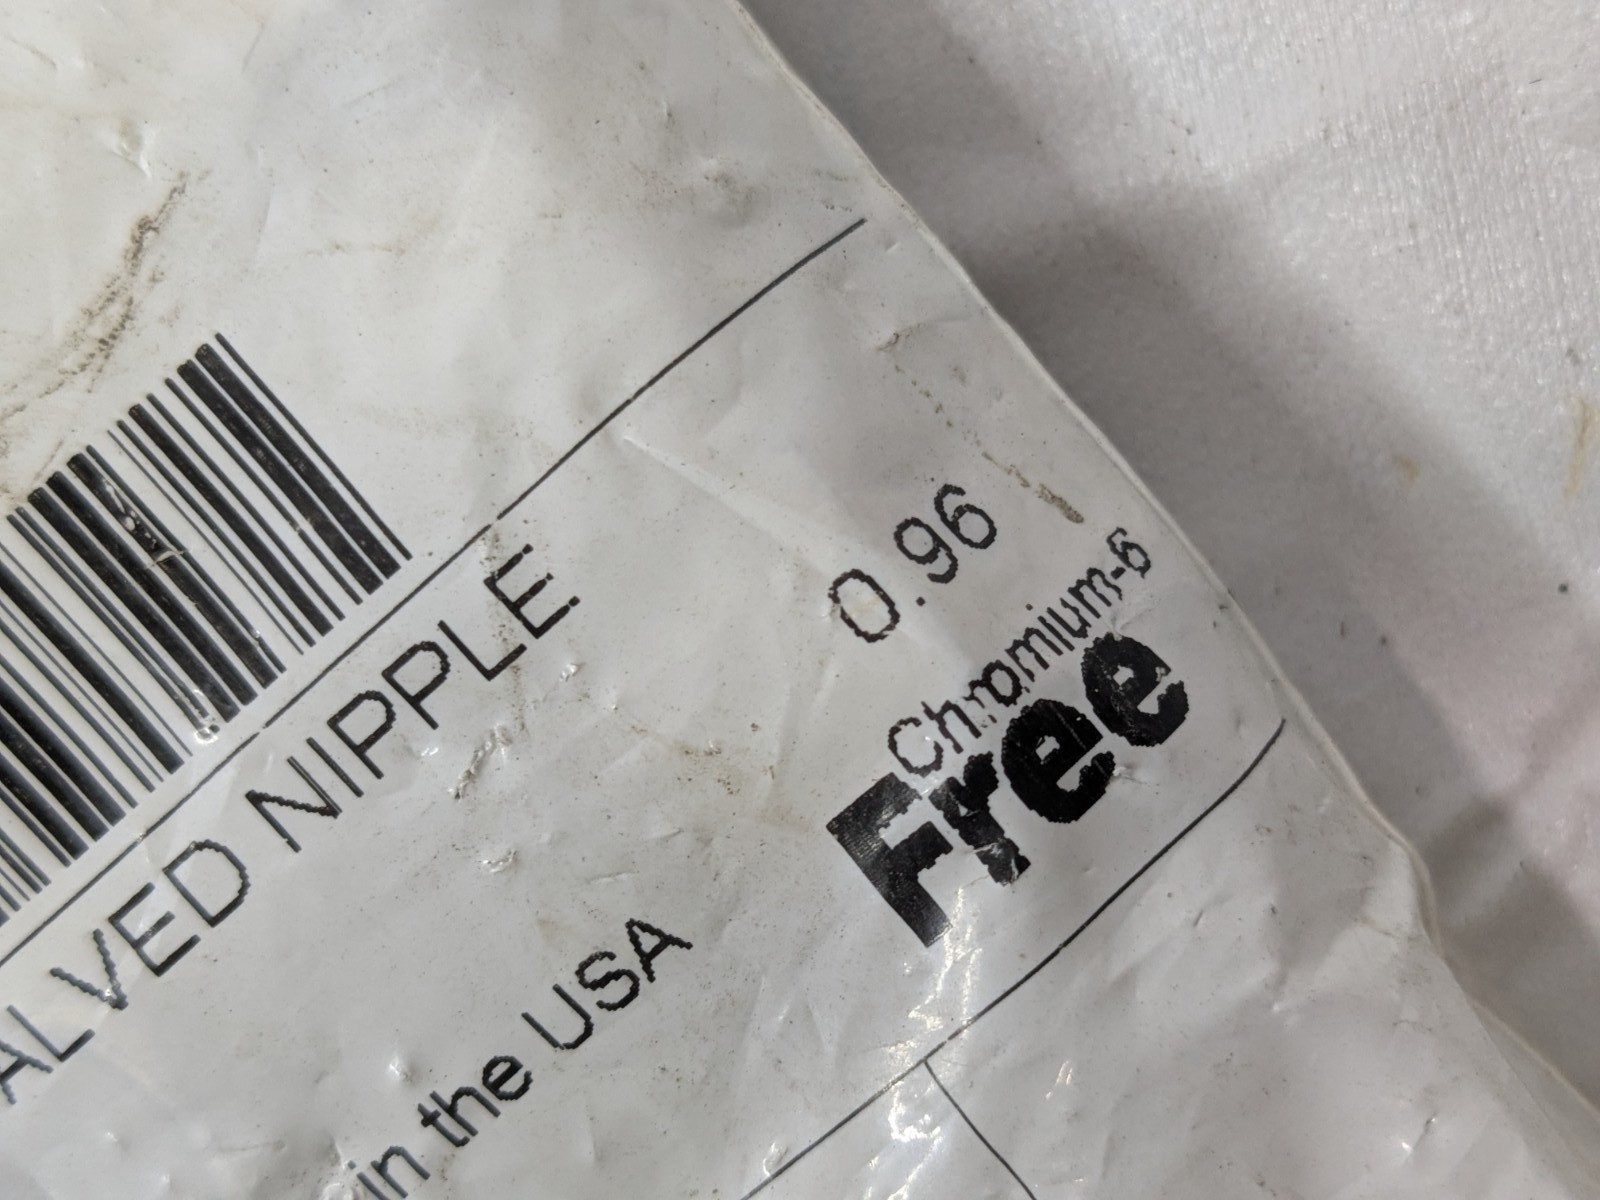 ALVED NIPPLE
0.96
Chromium-6
Free
in the USA